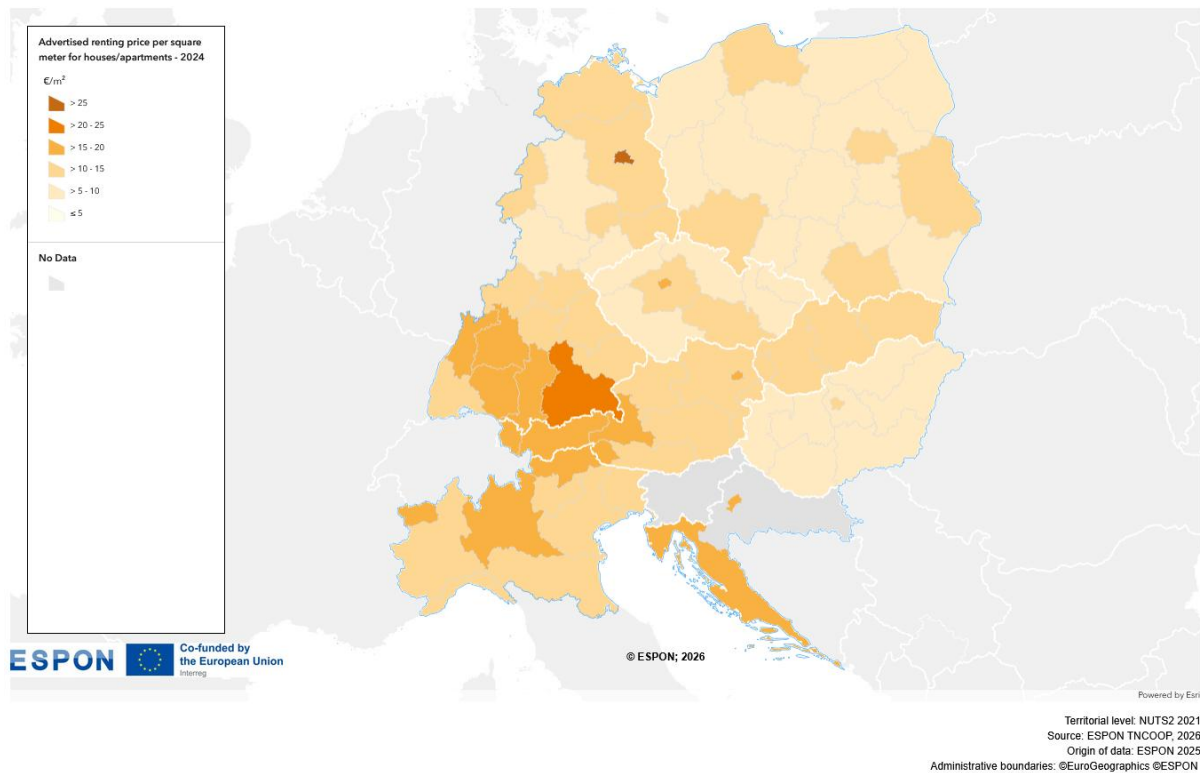 Advertised renting price per square
meter for houses/apartments - 2024
€/m²
> 25
> 20 - 25
> 15 - 20
> 10 - 15
> 5 - 10
≤ 5
No Data
ESPON
Co-funded by
the European Union
Interreg
© ESPON; 2026
Powered by Esri
Territorial level: NUTS2 2021
Source: ESPON TNCOOP, 2026
Origin of data: ESPON 2025
Administrative boundaries: ©EuroGeographics ©ESPON